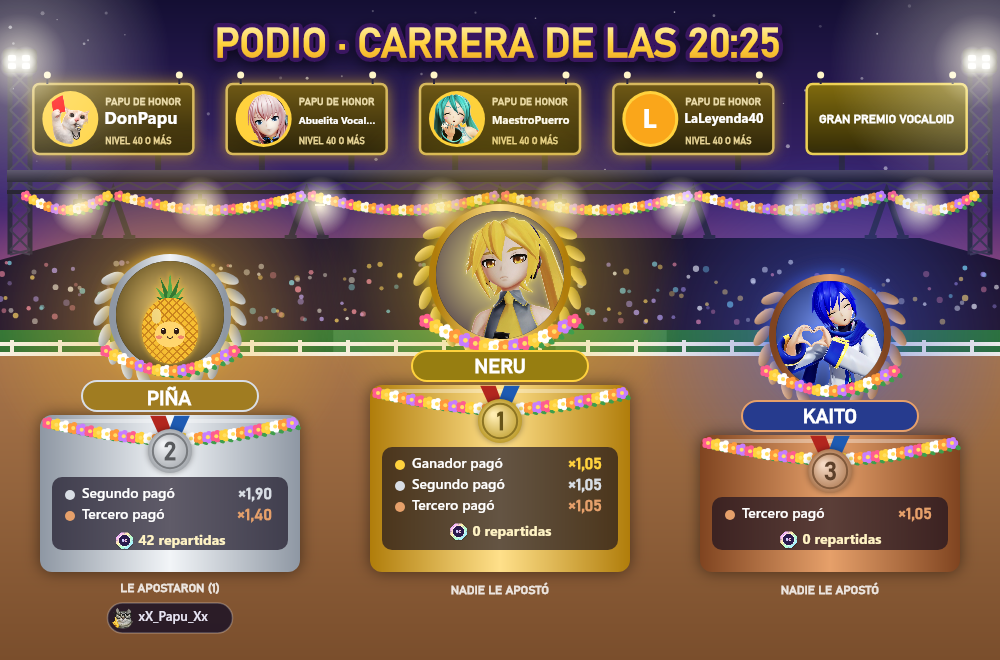 PODIO · CARRERA DE LAS 20:25
PAPU DE HONOR
DonPapu
NIVEL 40 O MÁS
PAPU DE HONOR
Abuelita Vocal...
NIVEL 40 O MÁS
PAPU DE HONOR
MaestroPuerro
NIVEL 40 O MÁS
L
PAPU DE HONOR
LaLeyenda40
NIVEL 40 O MÁS
GRAN PREMIO VOCALOID
PIÑA
2
Segundo pagó ×1,90
Tercero pagó ×1,40
42 repartidas
LE APOSTARON (1)
xX_Papu_Xx
NERU
1
Ganador pagó ×1,05
Segundo pagó ×1,05
Tercero pagó ×1,05
0 repartidas
NADIE LE APOSTÓ
KAITO
3
Tercero pagó ×1,05
0 repartidas
NADIE LE APOSTÓ